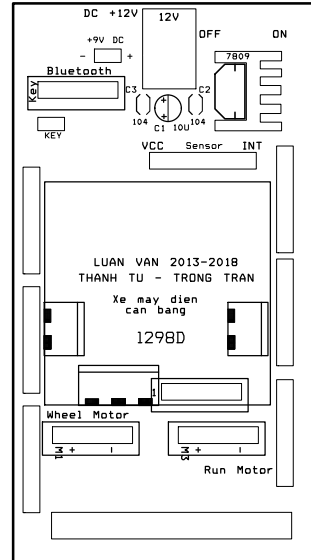 DC +12V
12V
OFF
ON
+9V DC
- +
7809
Bluetooth
Key
C3
C2
KEY
104
C1
10U
104
VCC Sensor INT
LUAN VAN 2013-2018
THANH TU - TRONG TRAN
Xe may dien
can bang
1298D
1
Wheel Motor
M1 + -
M3 + -
Run Motor